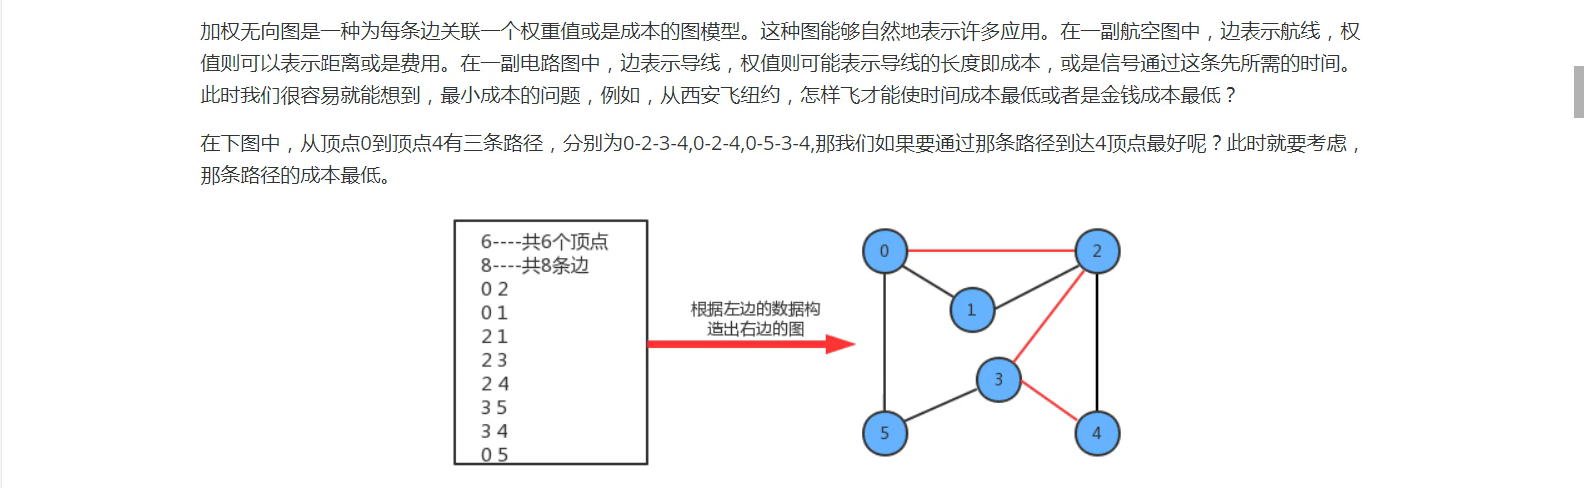 加权无向图是一种为每条边关联一个权重值或是成本的图模型。这种图能够自然地表示许多应用。在一副航空图中，边表示航线，权
值则可以表示距离或是费用。在一副电路图中，边表示导线，权值则可能表示导线的长度即成本，或是信号通过这条先所需的时间。
此时我们很容易就能想到，最小成本的问题，例如，从西安飞纽约，怎样飞才能使时间成本最低或者是金钱成本最低？
在下图中，从顶点0到顶点4有三条路径，分别为0-2-3-4,0-2-4,0-5-3-4,那我们如果要通过那条路径到达4顶点最好呢？此时就要考虑，
那条路径的成本最低。
6----共6个顶点
8----共8条边
0 2
0 1
2 1
2 3
2 4
3 5
3 4
0 5
根据左边的数据构
造出右边的图
0
2
1
3
5
4